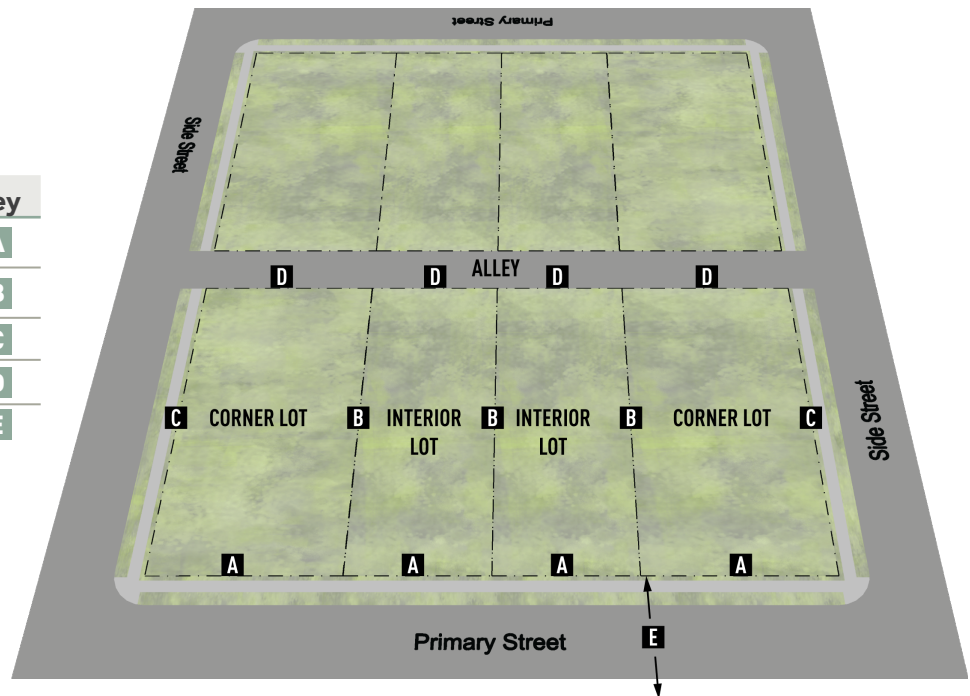 Primary Street
Side Street
ey
A
B
C
D
E
ALLEY
D
D
D
D
C
CORNER LOT
B
INTERIOR
LOT
B
INTERIOR
LOT
B
CORNER LOT
C
Side Street
A
A
A
A
Primary Street
E